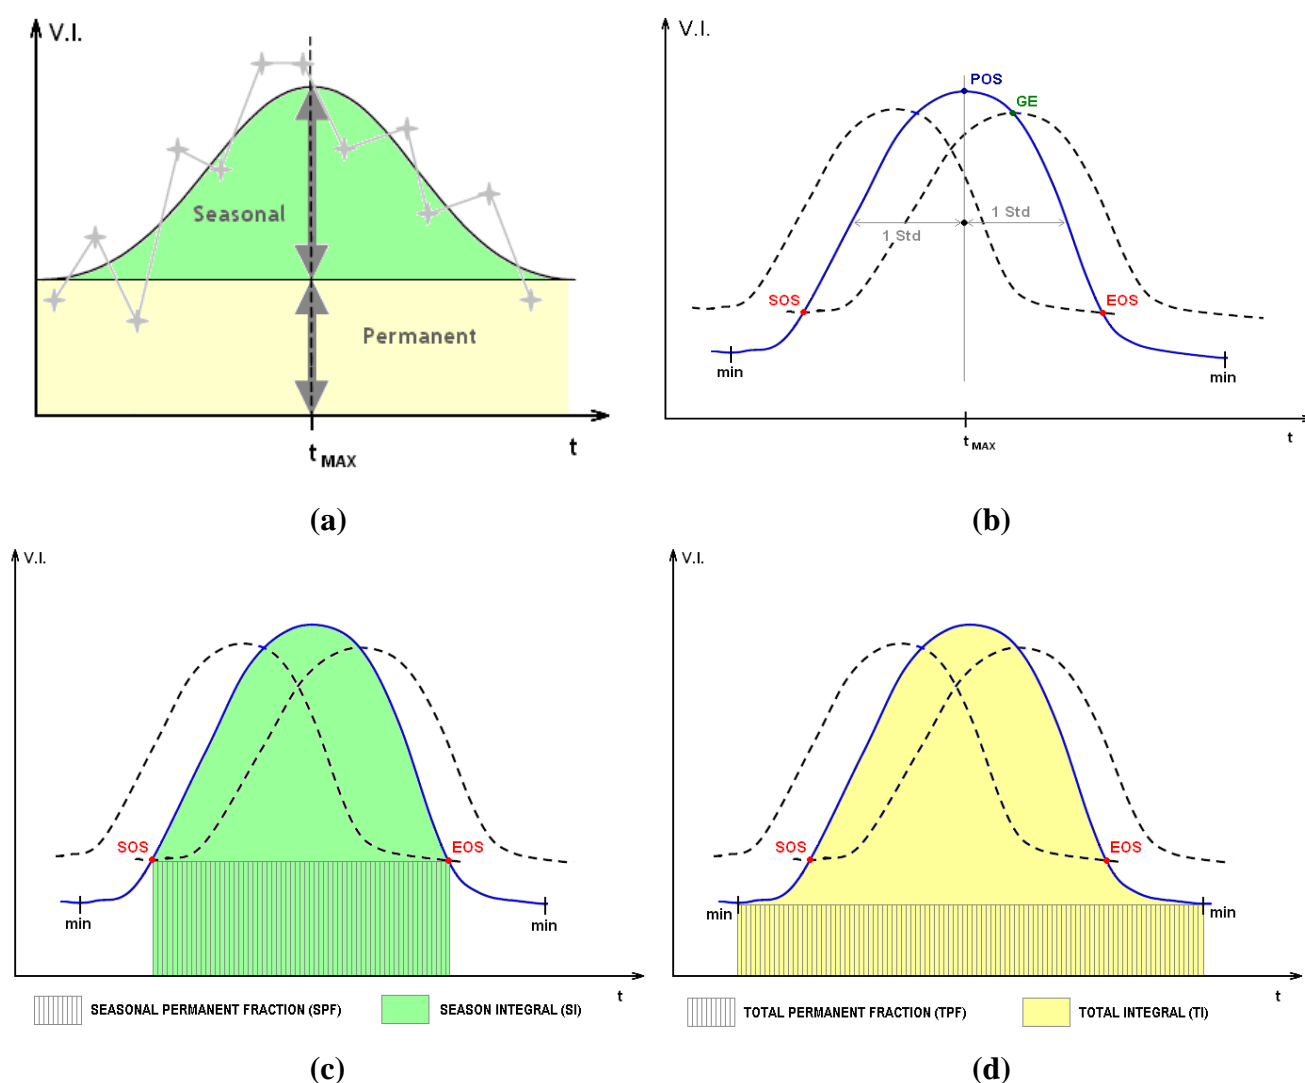 V.I.
Seasonal
Permanent
t MAX
t
(a)
V.I.
POS
GE
1 Std
1 Std
SOS
EOS
min
min
t MAX
t
(b)
V.I.
SOS
EOS
min
min
t
SEASONAL PERMANENT FRACTION (SPF)
SEASON INTEGRAL (SI)
(c)
V.I.
SOS
EOS
min
min
t
TOTAL PERMANENT FRACTION (TPF)
TOTAL INTEGRAL (TI)
(d)